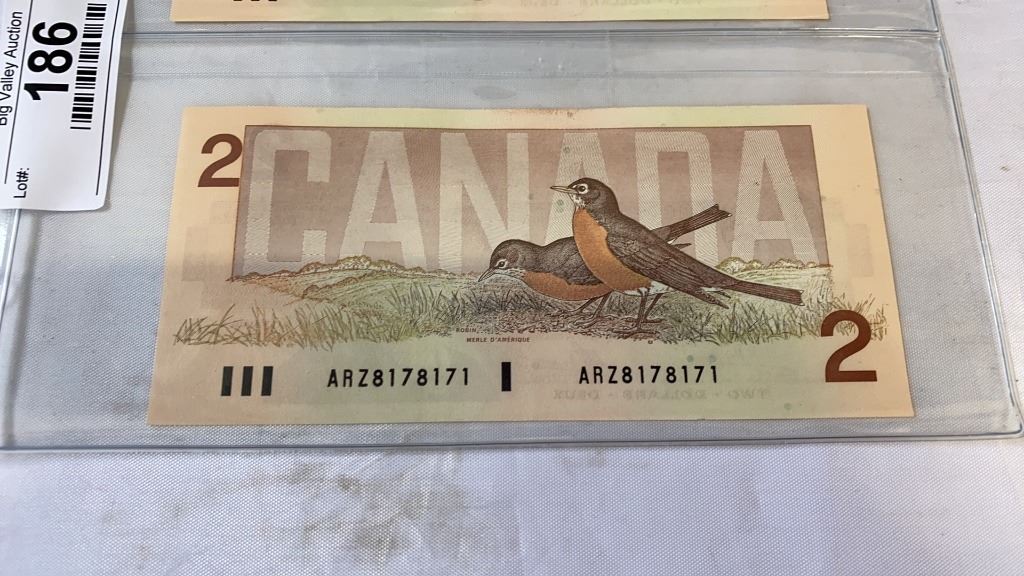 Big Valley Auction
186
Lot#:
2 CANADA
ROBIN
MERLE D'AMÉRIQUE
2
ARZ8178171 ARZ8178171